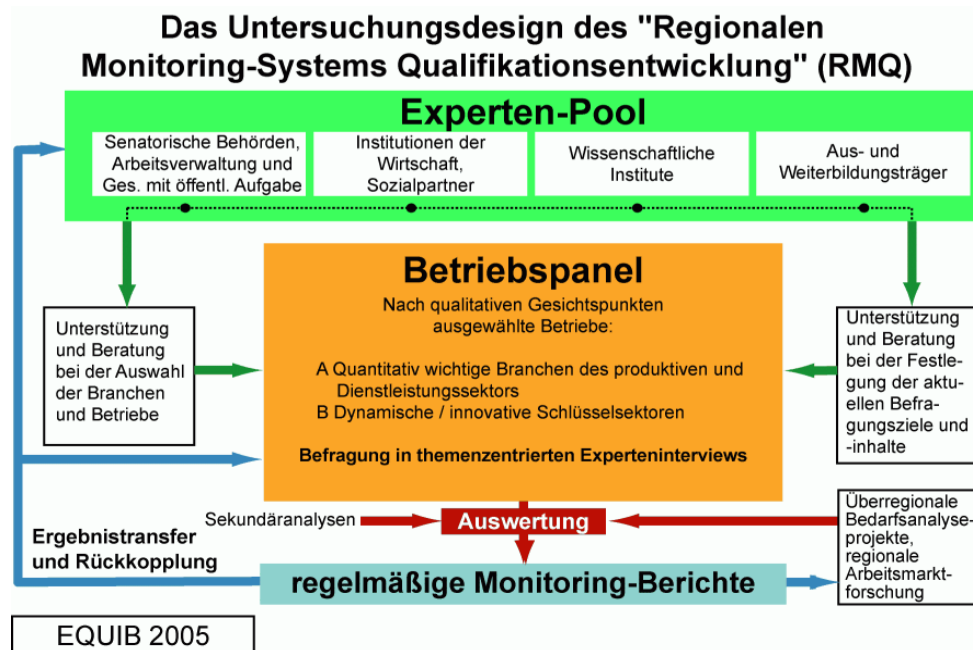 Das Untersuchungsdesign des "Regionalen
Monitoring-Systems Qualifikationsentwicklung" (RMQ)
Experten-Pool
Senatorische Behörden,
Arbeitsverwaltung und
Ges. mit öffentl. Aufgabe
Institutionen der
Wirtschaft,
Sozialpartner
Wissenschaftliche
Institute
Aus- und
Weiterbildungsträger
Unterstützung
und Beratung
bei der Auswahl
der Branchen
und Betriebe
Betriebspanel
Nach qualitativen Gesichtspunkten
ausgewählte Betriebe:
A Quantitativ wichtige Branchen des produktiven und
Dienstleistungssektors
B Dynamische / innovative Schlüsselsektoren
Befragung in themenzentrierten Experteninterviews
Unterstützung
und Beratung
bei der Festle-
gung der aktu-
ellen Befra-
gungsziele und
-inhalte
Sekundäranalysen
Auswertung
Überregionale
Bedarfsanalyse-
projekte,
regionale
Arbeitsmarkt-
forschung
Ergebnistransfer
und Rückkopplung
regelmäßige Monitoring-Berichte
EQUIB 2005